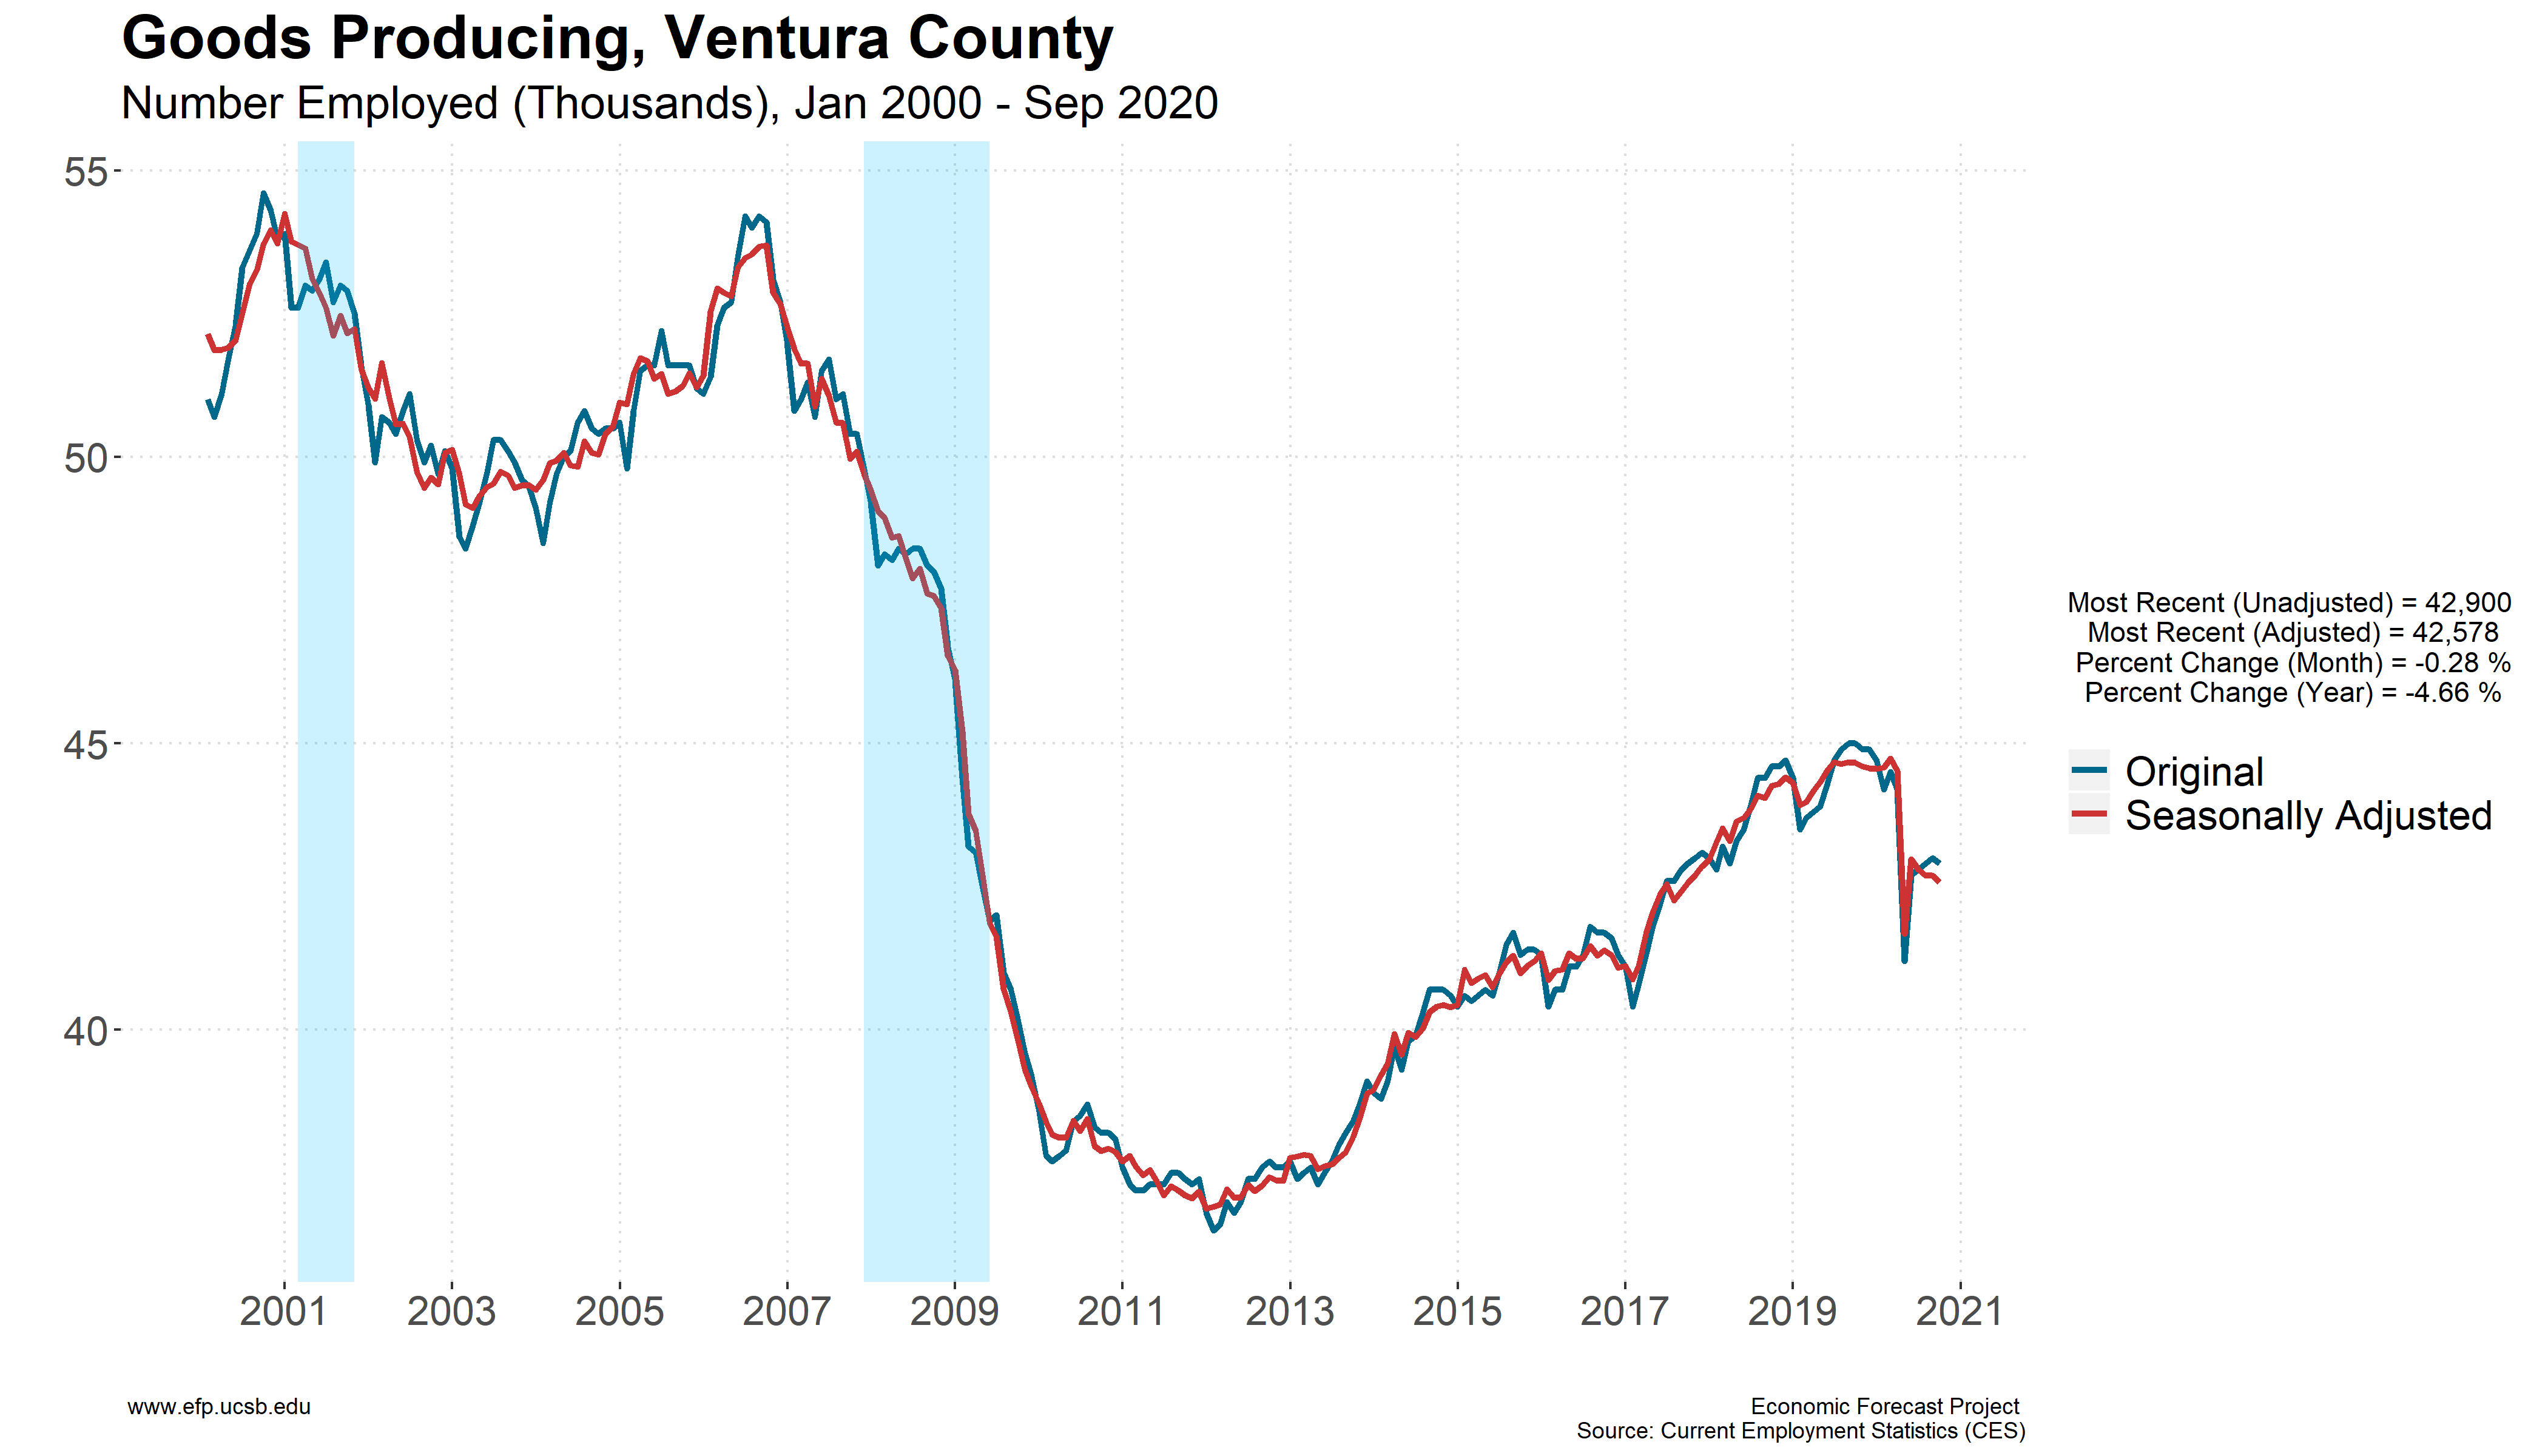 Goods Producing, Ventura County
Number Employed (Thousands), Jan 2000 - Sep 2020
55
50
45
40
2001 2003 2005 2007 2009 2011 2013 2015 2017 2019 2021
Most Recent (Unadjusted) = 42,900
Most Recent (Adjusted) = 42,578
Percent Change (Month) = -0.28 %
Percent Change (Year) = -4.66 %
Original
Seasonally Adjusted
www.efp.ucsb.edu
Economic Forecast Project
Source: Current Employment Statistics (CES)